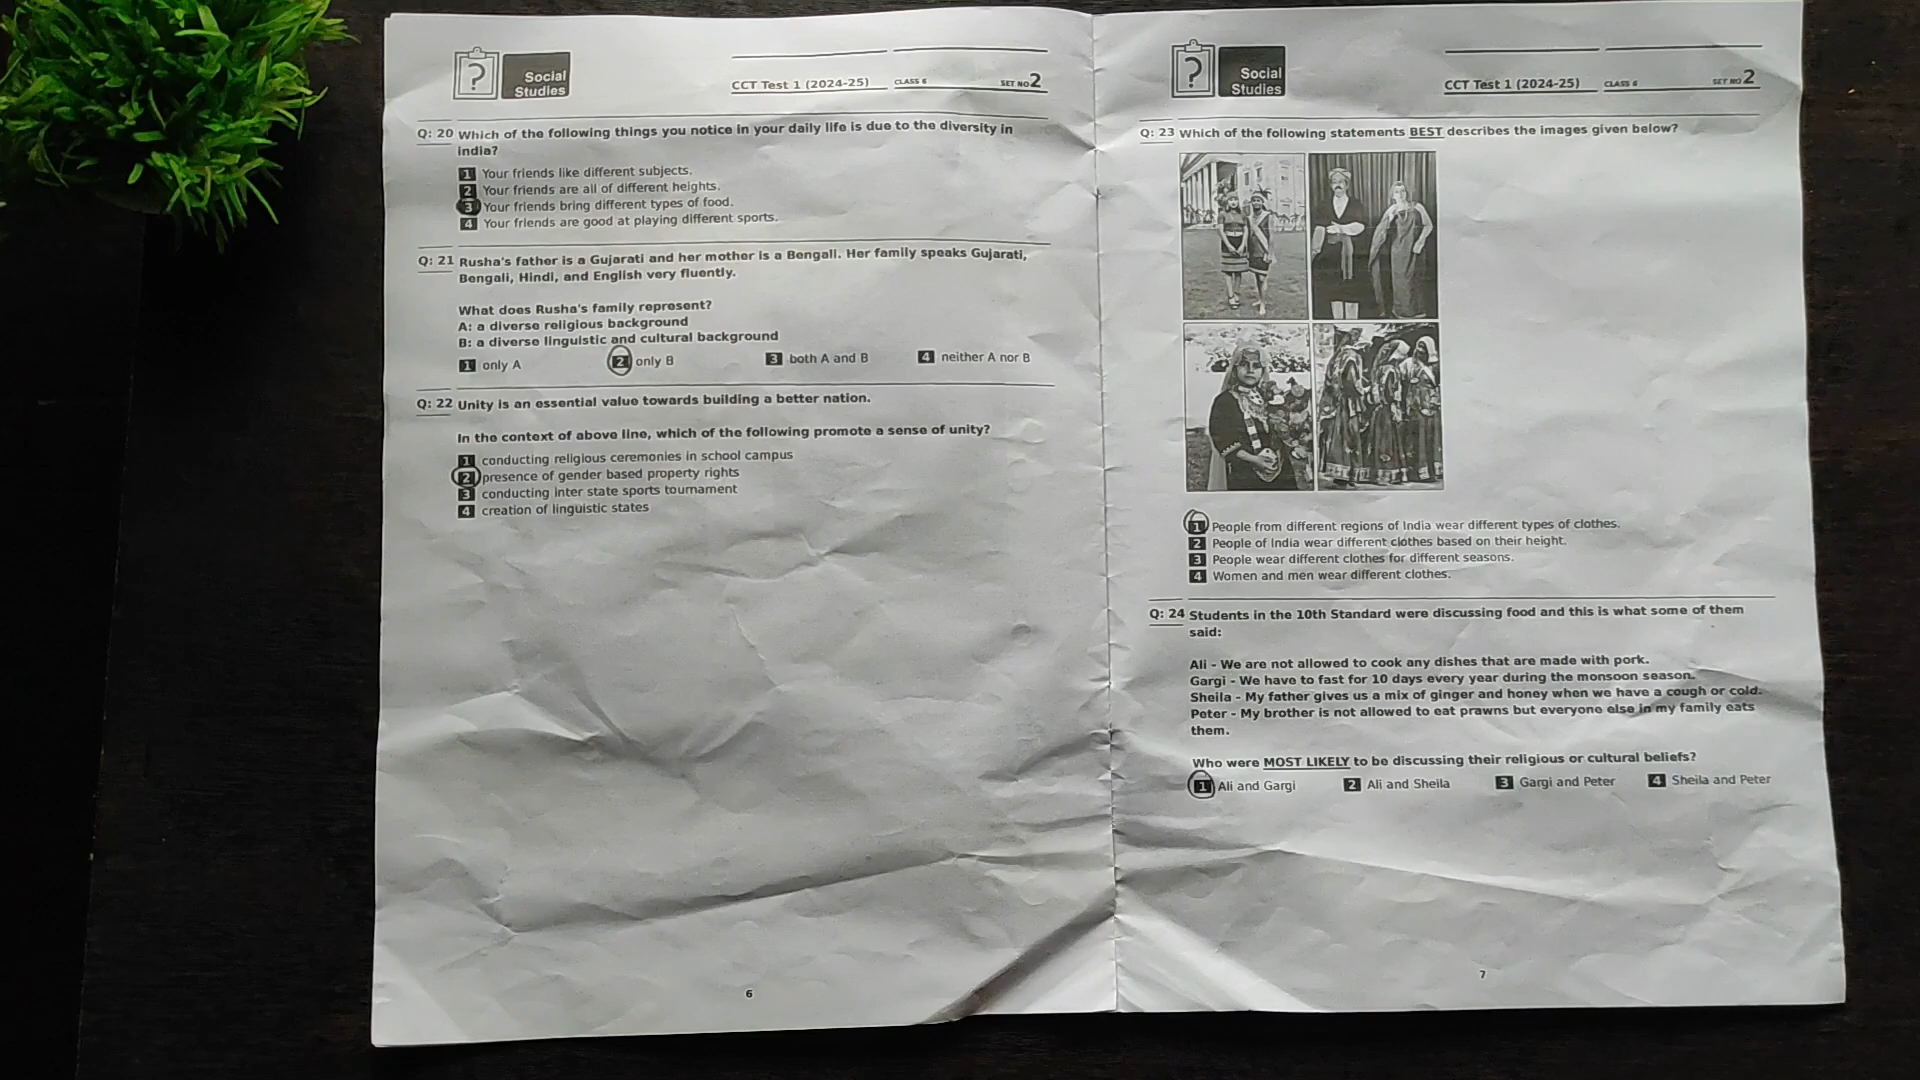 ?
Social
Studies
CCT Test 1 (2024-25)
CLASS 6
SET NO 2
Q: 20 Which of the following things you notice in your daily life is due to the diversity in
India?
1 Your friends like different subjects.
2 Your friends are all of different heights.
3 Your friends bring different types of food.
4 Your friends are good at playing different sports.
Q: 21 Rusha's father is a Gujarati and her mother is a Bengali. Her family speaks Gujarati,
Bengali, Hindi, and English very fluently.
What does Rusha's family represent?
A: a diverse religious background
B: a diverse linguistic and cultural background
1 only A 2 only B 3 both A and B 4 neither A nor B
Q: 22 Unity is an essential value towards building a better nation.
In the context of above line, which of the following promote a sense of unity?
1 conducting religious ceremonies in school campus
2 presence of gender based property rights
3 conducting inter state sports tournament
4 creation of linguistic states
6
?
Social
Studies
CCT Test 1 (2024-25)
CLASS 6
SET NO 2
Q: 23 Which of the following statements BEST describes the images given below?
1 People from different regions of India wear different types of clothes.
2 People of India wear different clothes based on their height.
3 People wear different clothes for different seasons.
4 Women and men wear different clothes.
Q: 24 Students in the 10th Standard were discussing food and this is what some of them
said:
Ali - We are not allowed to cook any dishes that are made with pork.
Gargi - We have to fast for 10 days every year during the monsoon season.
Sheila - My father gives us a mix of ginger and honey when we have a cough or cold.
Peter - My brother is not allowed to eat prawns but everyone else in my family eats
them.
Who were MOST LIKELY to be discussing their religious or cultural beliefs?
1 Ali and Gargi 2 Ali and Sheila 3 Gargi and Peter 4 Sheila and Peter
7